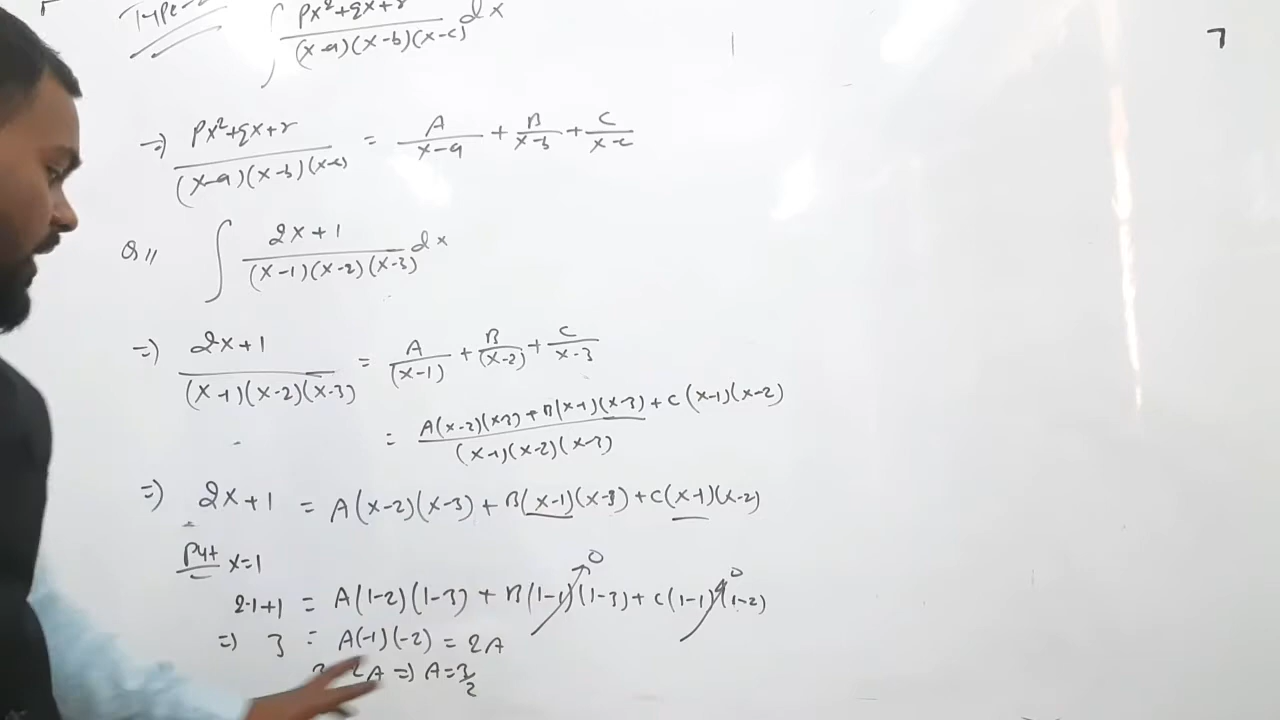 Type-
∫ px²+qx+r / (x-a)(x-b)(x-c) dx
7
=) px²+qx+r / (x-a)(x-b)(x-c) = A / x-a + B / x-b + C / x-c
Q// ∫ 2x+1 / (x-1)(x-2)(x-3) dx
=) 2x+1 / (x-1)(x-2)(x-3) = A / (x-1) + B / (x-2) + C / x-3
= A(x-2)(x-3) + B(x-1)(x-3) + C(x-1)(x-2) / (x-1)(x-2)(x-3)
=) 2x+1 = A(x-2)(x-3) + B(x-1)(x-3) + C(x-1)(x-2)
Put x=1
2·1+1 = A(1-2)(1-3) + B(1-1)(1-3) + C(1-1)(1-2) 0 0
=) 3 = A(-1)(-2) = 2A
2A =) A = 3/2